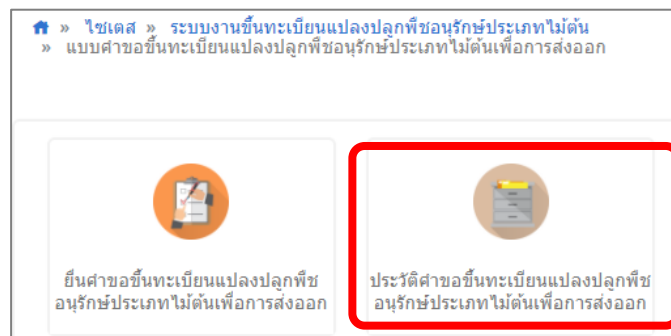 » ไซเตส » ระบบงานขึ้นทะเบียนแปลงปลูกพืชอนุรักษ์ประเภทไม้ต้น
» แบบคำขอขึ้นทะเบียนแปลงปลูกพืชอนุรักษ์ประเภทไม้ต้นเพื่อการส่งออก
ยื่นคำขอขึ้นทะเบียนแปลงปลูกพืช
อนุรักษ์ประเภทไม้ต้นเพื่อการส่งออก
ประวัติคำขอขึ้นทะเบียนแปลงปลูกพืช
อนุรักษ์ประเภทไม้ต้นเพื่อการส่งออก